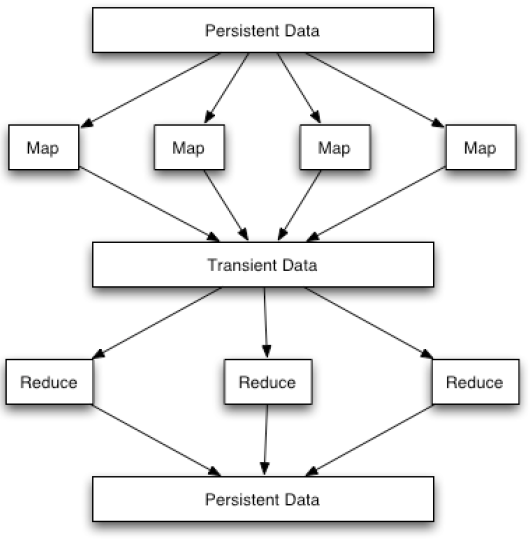 Persistent Data
Map
Map
Map
Map
Transient Data
Reduce
Reduce
Reduce
Persistent Data